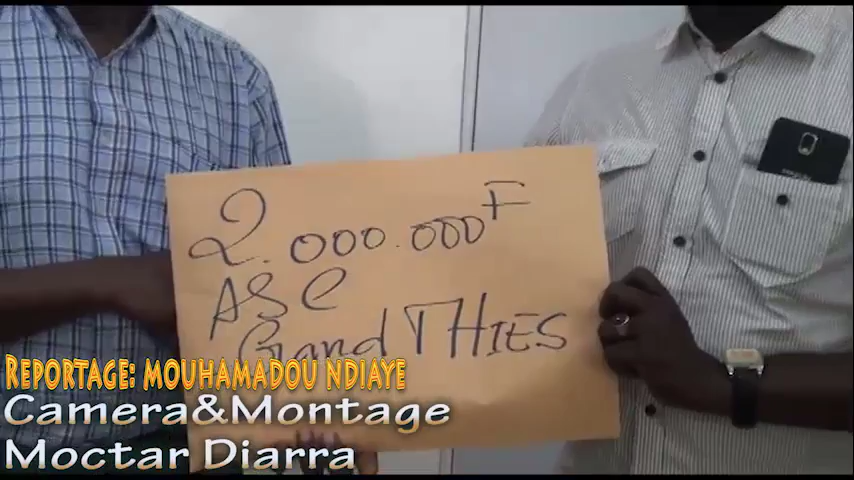 2.000.000F
ASC
Grand THIES
REPORTAGE: MOUHAMADOU NDIAYE
Camera&Montage
Moctar Diarra